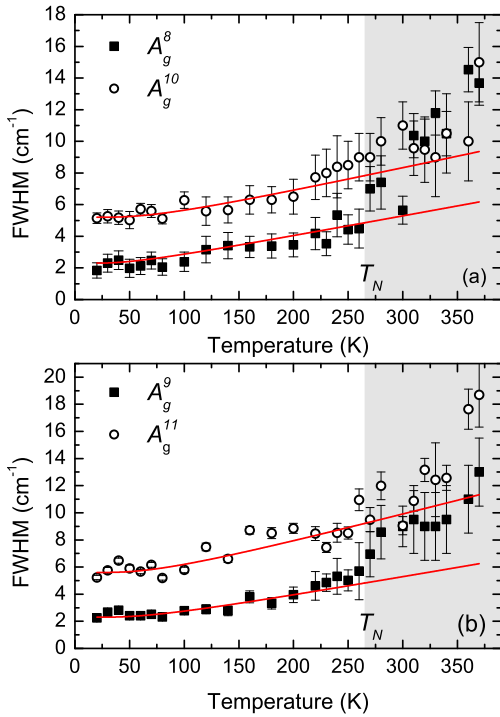 18
16
14
12
10
8
6
4
2
0
FWHM (cm⁻¹)
A_g^8
A_g^10
T_N
(a)
0 50 100 150 200 250 300 350
Temperature (K)
20
18
16
14
12
10
8
6
4
2
0
FWHM (cm⁻¹)
A_g^9
A_g^11
T_N
(b)
0 50 100 150 200 250 300 350
Temperature (K)